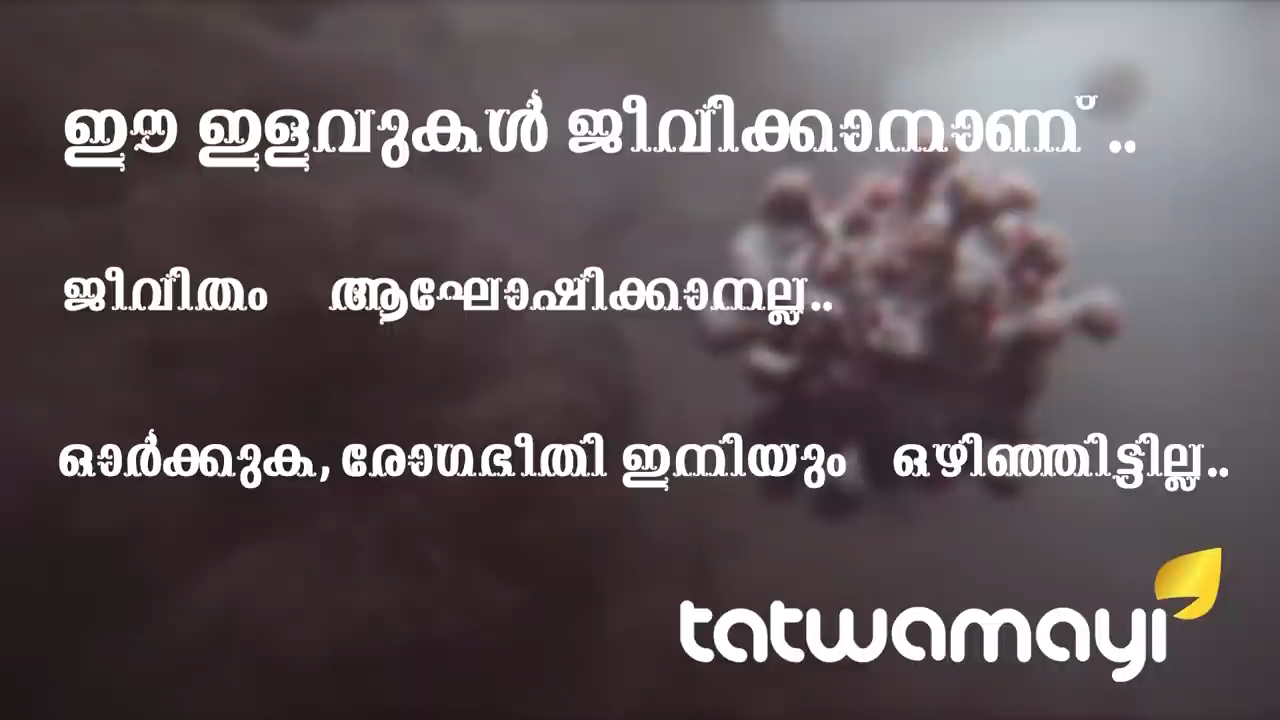 ഈ ഇളവുകൾ ജീവിക്കാനാണ് ..
ജീവിതം ആഘോഷിക്കാനല്ല..
ഓർക്കുക, രോഗഭീതി ഇനിയും ഒഴിഞ്ഞിട്ടില്ല..
tatwamayi